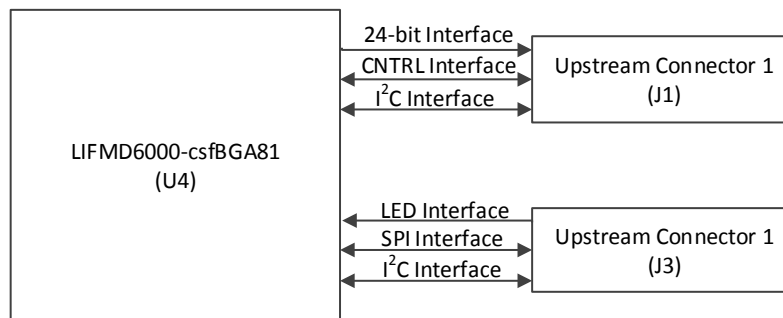 LIFMD6000-csfBGA81
(U4)
24-bit Interface
CNTRL Interface
I²C Interface
Upstream Connector 1
(J1)
LED Interface
SPI Interface
I²C Interface
Upstream Connector 1
(J3)